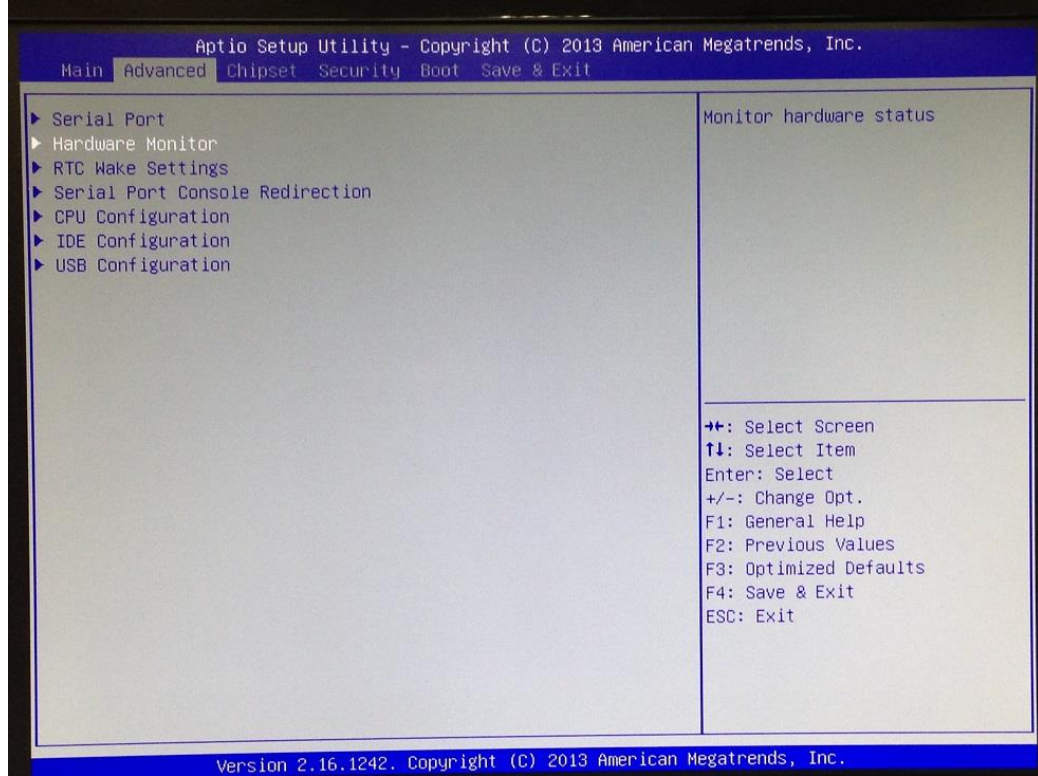 Aptio Setup Utility - Copyright (C) 2013 American Megatrends, Inc.
Main Advanced Chipset Security Boot Save & Exit
Serial Port
Hardware Monitor
RTC Wake Settings
Serial Port Console Redirection
CPU Configuration
IDE Configuration
USB Configuration
Monitor hardware status
→←: Select Screen
↑↓: Select Item
Enter: Select
+/-: Change Opt.
F1: General Help
F2: Previous Values
F3: Optimized Defaults
F4: Save & Exit
ESC: Exit
Version 2.16.1242. Copyright (C) 2013 American Megatrends, Inc.